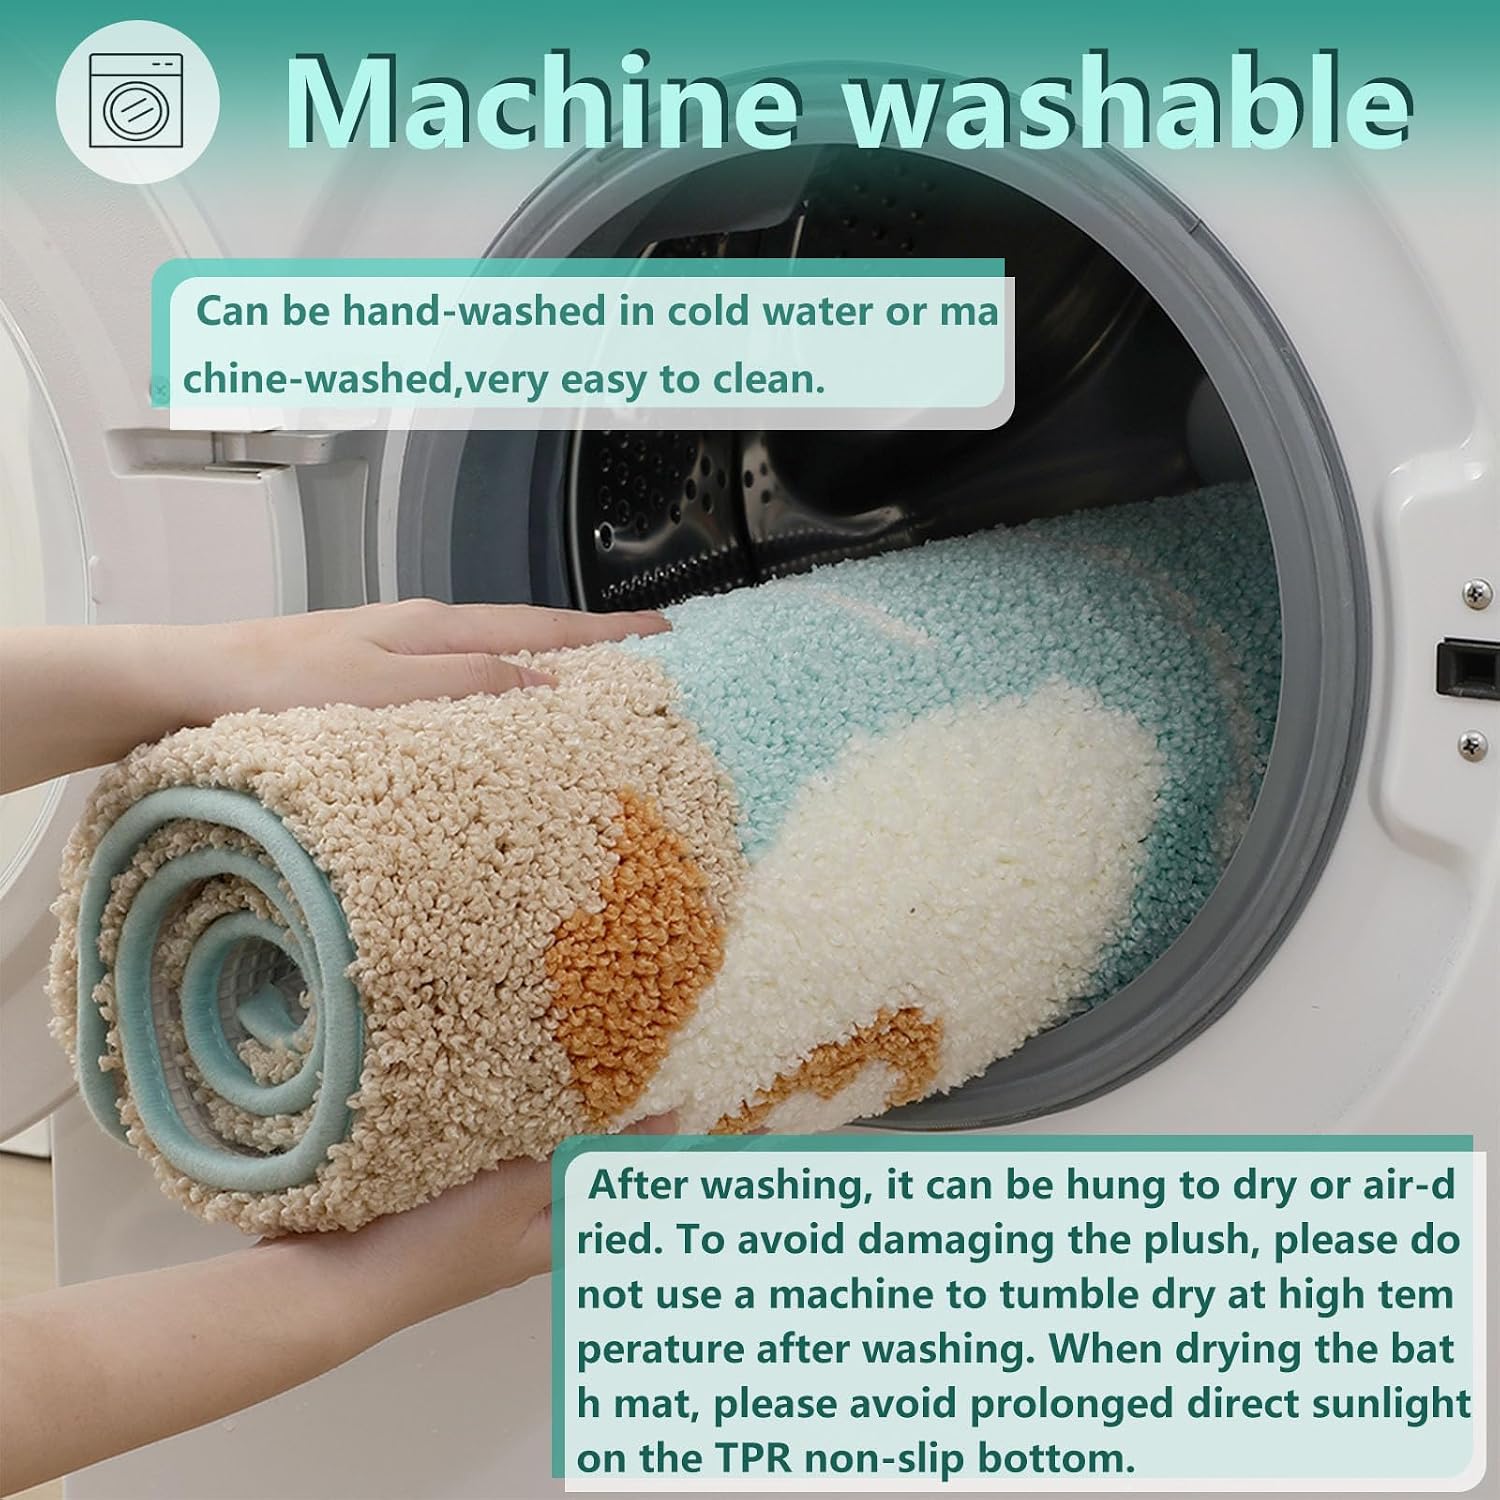 Machine washable
Can be hand-washed in cold water or ma
chine-washed,very easy to clean.
After washing, it can be hung to dry or air-d
ried. To avoid damaging the plush, please do
not use a machine to tumble dry at high tem
perature after washing. When drying the bat
h mat, please avoid prolonged direct sunlight
on the TPR non-slip bottom.